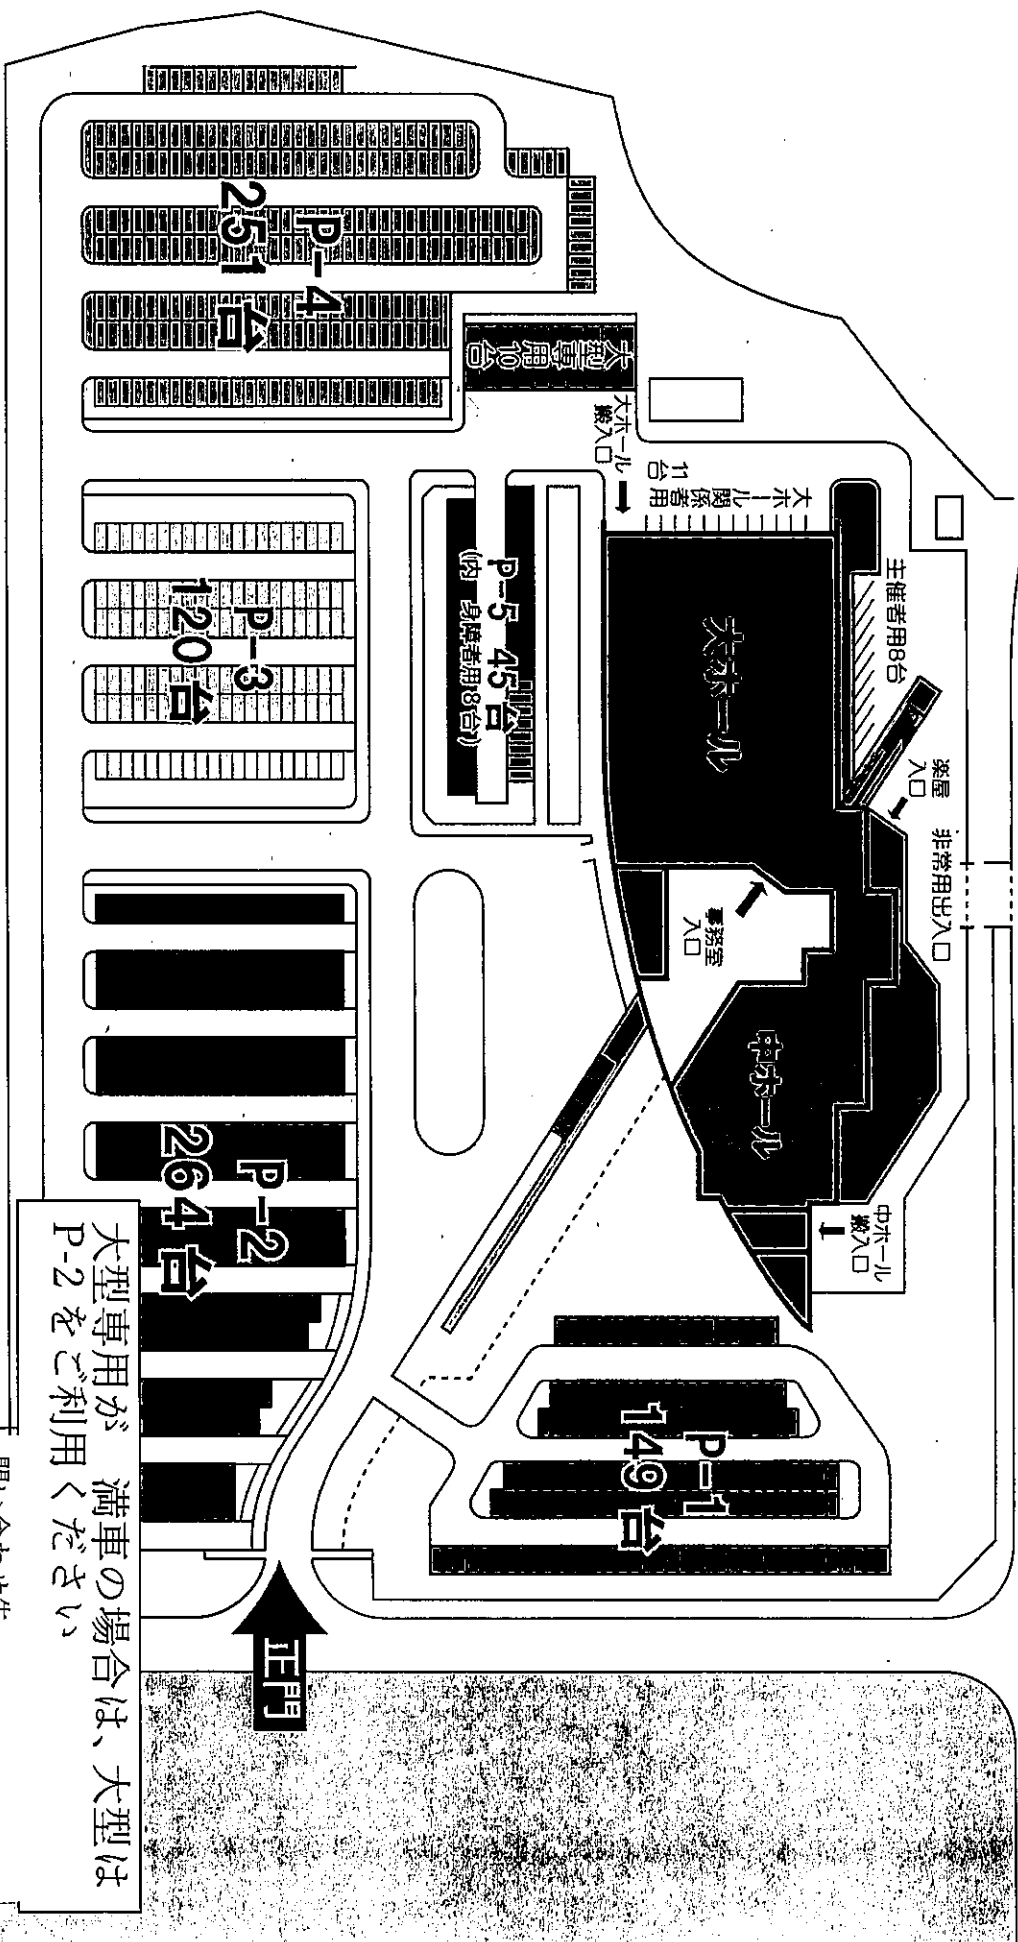 P-4
251台
大型専用
10台
大ホール
搬入口
大ホール
関係者用
11台
主催者用8台
楽屋
入口
非常用出入口
大ホール
事務室
入口
中ホール
中ホール
搬入口
P-5 45台
(内 身障者用8台)
P-3
120台
P-2
264台
P-1
149台
正門
大型専用が 満車の場合は、大型は
P-2をご利用ください